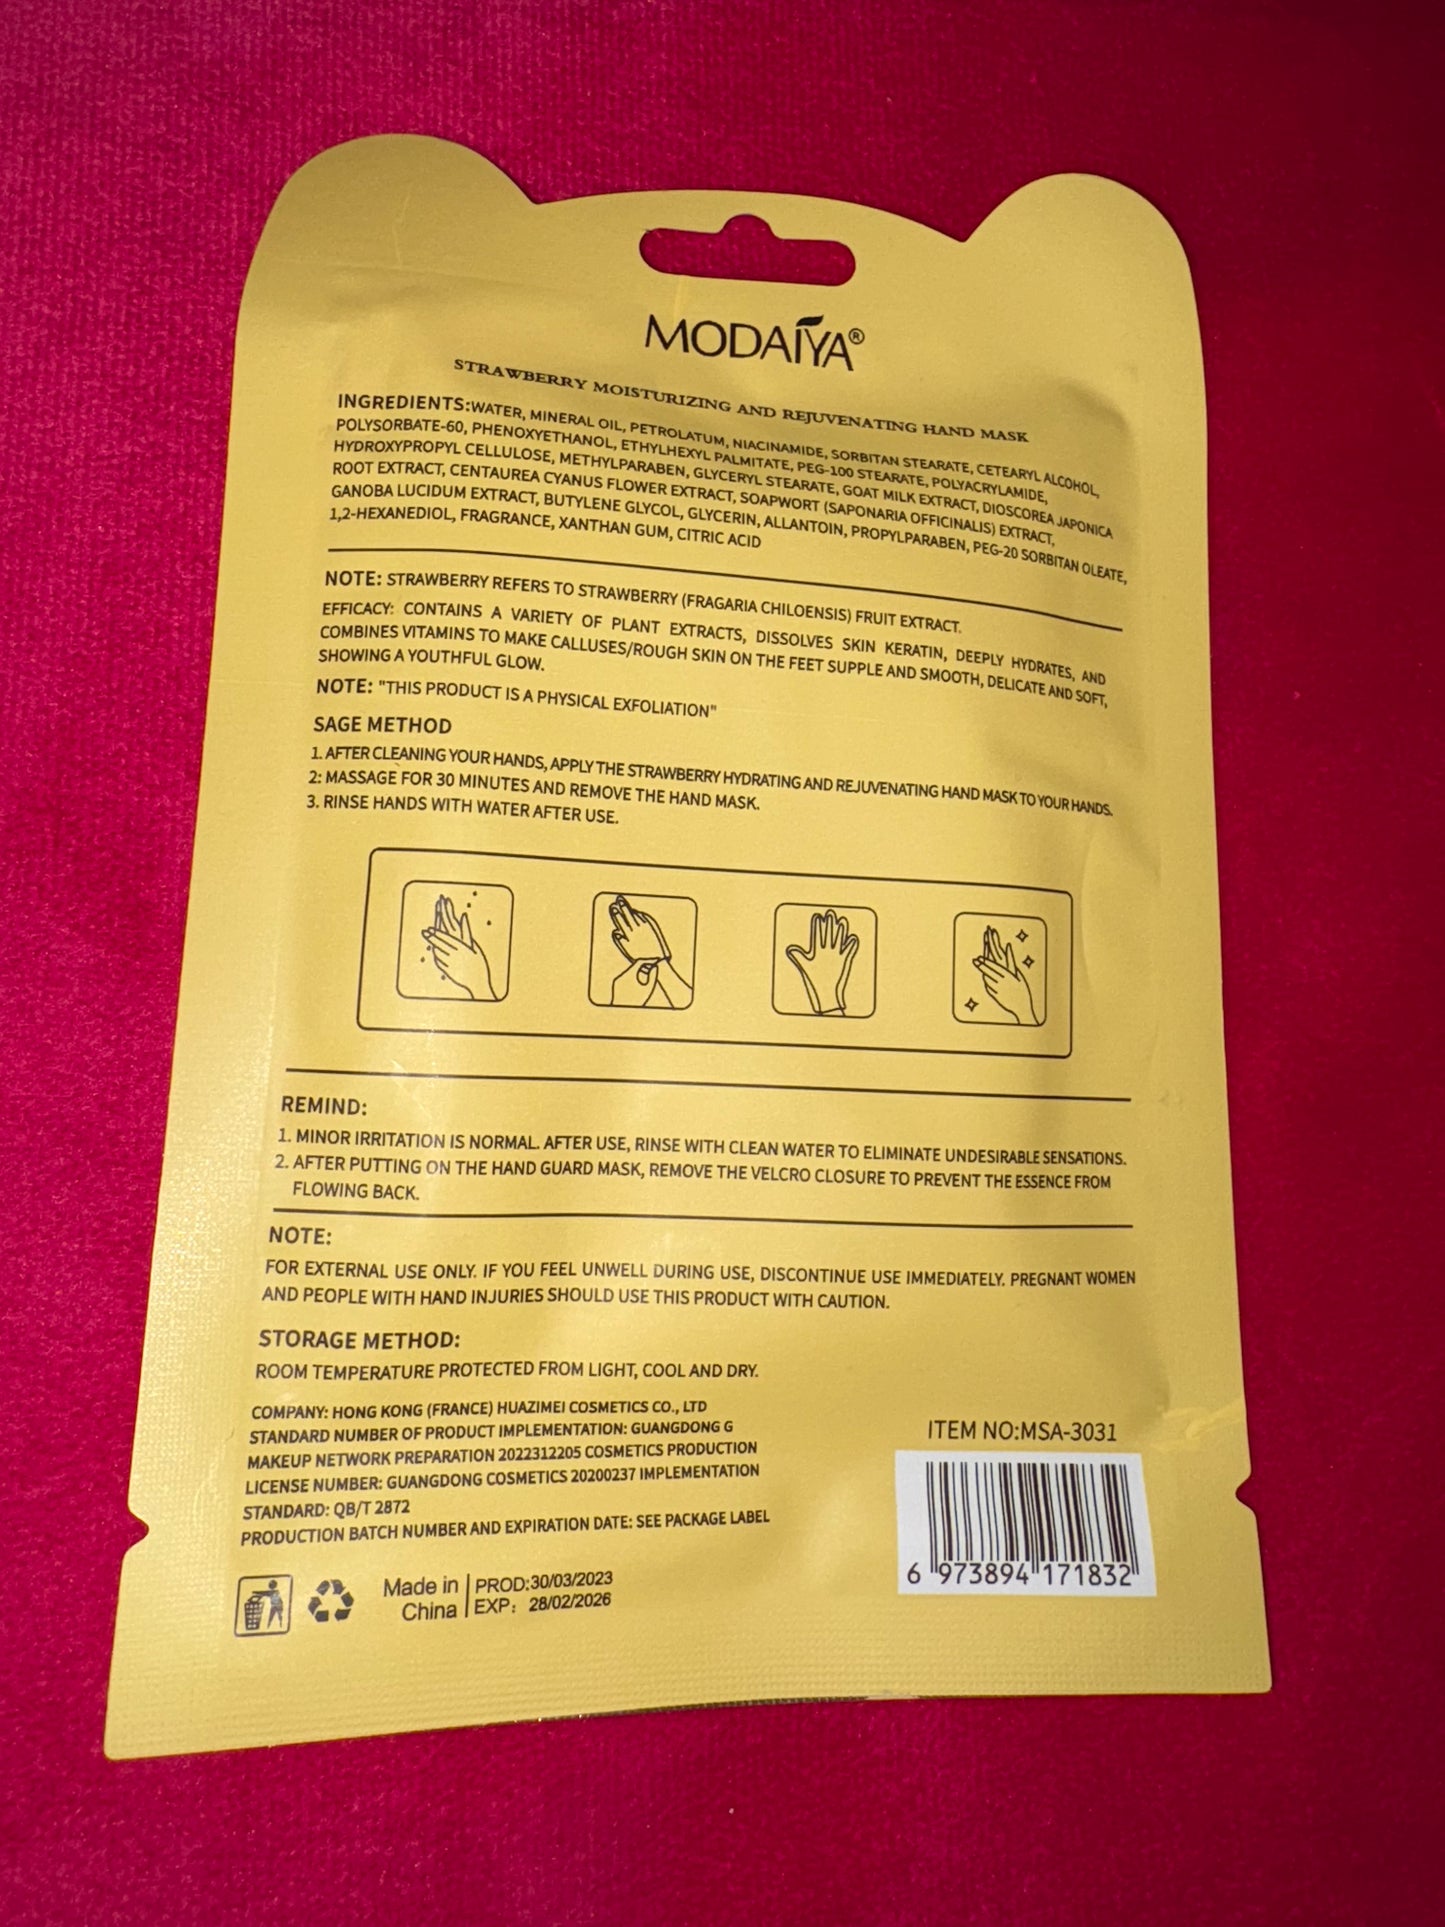 MODAIYA®
STRAWBERRY MOISTURIZING AND REJUVENATING HAND MASK
INGREDIENTS:WATER, MINERAL OIL, PETROLATUM, NIACINAMIDE, SORBITAN STEARATE, CETEARYL ALCOHOL,
POLYSORBATE-60, PHENOXYETHANOL, ETHYLHEXYL PALMITATE, PEG-100 STEARATE, POLYACRYLAMIDE,
HYDROXYPROPYL CELLULOSE, METHYLPARABEN, GLYCERYL STEARATE, GOAT MILK EXTRACT, DIOSCOREA JAPONICA
ROOT EXTRACT, CENTAUREA CYANUS FLOWER EXTRACT, SOAPWORT (SAPONARIA OFFICINALIS) EXTRACT,
GANOBA LUCIDUM EXTRACT, BUTYLENE GLYCOL, GLYCERIN, ALLANTOIN, PROPYLPARABEN, PEG-20 SORBITAN OLEATE,
1,2-HEXANEDIOL, FRAGRANCE, XANTHAN GUM, CITRIC ACID
NOTE: STRAWBERRY REFERS TO STRAWBERRY (FRAGARIA CHILOENSIS) FRUIT EXTRACT.
EFFICACY: CONTAINS A VARIETY OF PLANT EXTRACTS, DISSOLVES SKIN KERATIN, DEEPLY HYDRATES, AND
COMBINES VITAMINS TO MAKE CALLUSES/ROUGH SKIN ON THE FEET SUPPLE AND SMOOTH, DELICATE AND SOFT,
SHOWING A YOUTHFUL GLOW.
NOTE: "THIS PRODUCT IS A PHYSICAL EXFOLIATION"
SAGE METHOD
1. AFTER CLEANING YOUR HANDS, APPLY THE STRAWBERRY HYDRATING AND REJUVENATING HAND MASK TO YOUR HANDS.
2: MASSAGE FOR 30 MINUTES AND REMOVE THE HAND MASK.
3. RINSE HANDS WITH WATER AFTER USE.
REMIND:
1. MINOR IRRITATION IS NORMAL. AFTER USE, RINSE WITH CLEAN WATER TO ELIMINATE UNDESIRABLE SENSATIONS.
2. AFTER PUTTING ON THE HAND GUARD MASK, REMOVE THE VELCRO CLOSURE TO PREVENT THE ESSENCE FROM
FLOWING BACK.
NOTE:
FOR EXTERNAL USE ONLY. IF YOU FEEL UNWELL DURING USE, DISCONTINUE USE IMMEDIATELY. PREGNANT WOMEN
AND PEOPLE WITH HAND INJURIES SHOULD USE THIS PRODUCT WITH CAUTION.
STORAGE METHOD:
ROOM TEMPERATURE PROTECTED FROM LIGHT, COOL AND DRY.
COMPANY: HONG KONG (FRANCE) HUAZIMEI COSMETICS CO., LTD
STANDARD NUMBER OF PRODUCT IMPLEMENTATION: GUANGDONG G
MAKEUP NETWORK PREPARATION 2022312205 COSMETICS PRODUCTION
LICENSE NUMBER: GUANGDONG COSMETICS 20200237 IMPLEMENTATION
STANDARD: QB/T 2872
PRODUCTION BATCH NUMBER AND EXPIRATION DATE: SEE PACKAGE LABEL
Made in
China
PROD:30/03/2023
EXP: 28/02/2026
ITEM NO:MSA-3031
6 973894 171832